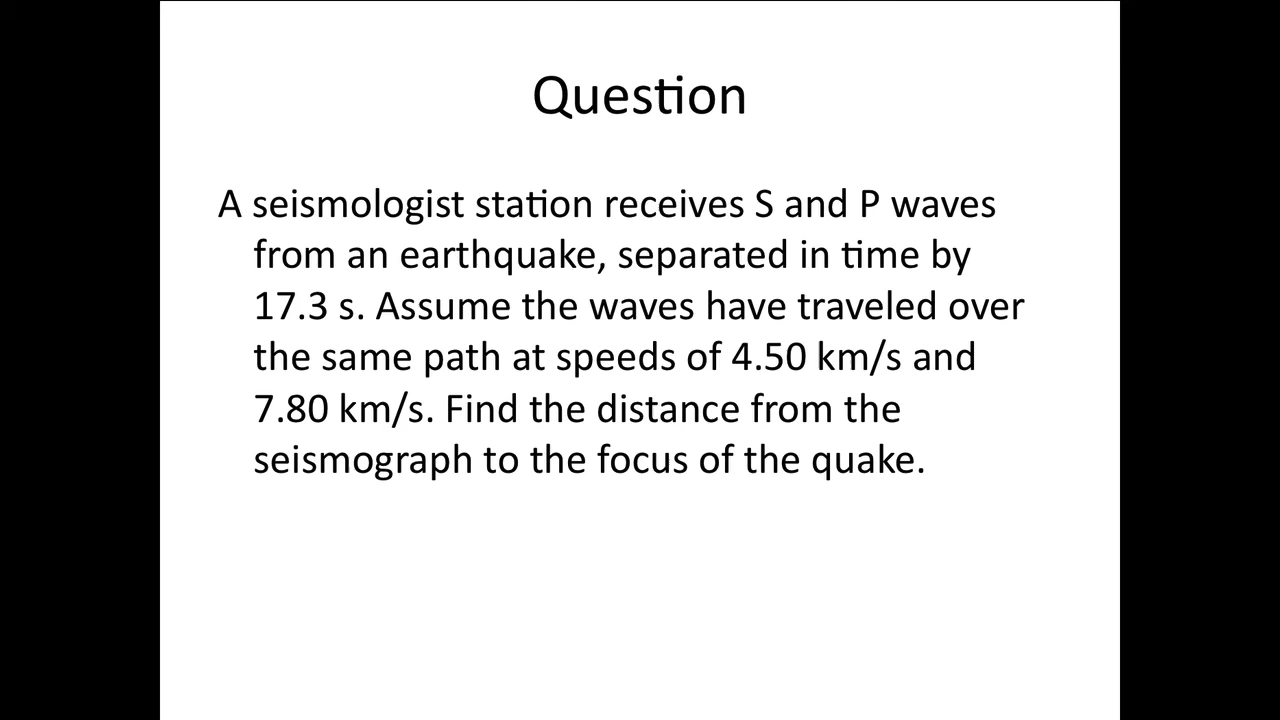 Question
A seismologist station receives S and P waves
from an earthquake, separated in time by
17.3 s. Assume the waves have traveled over
the same path at speeds of 4.50 km/s and
7.80 km/s. Find the distance from the
seismograph to the focus of the quake.